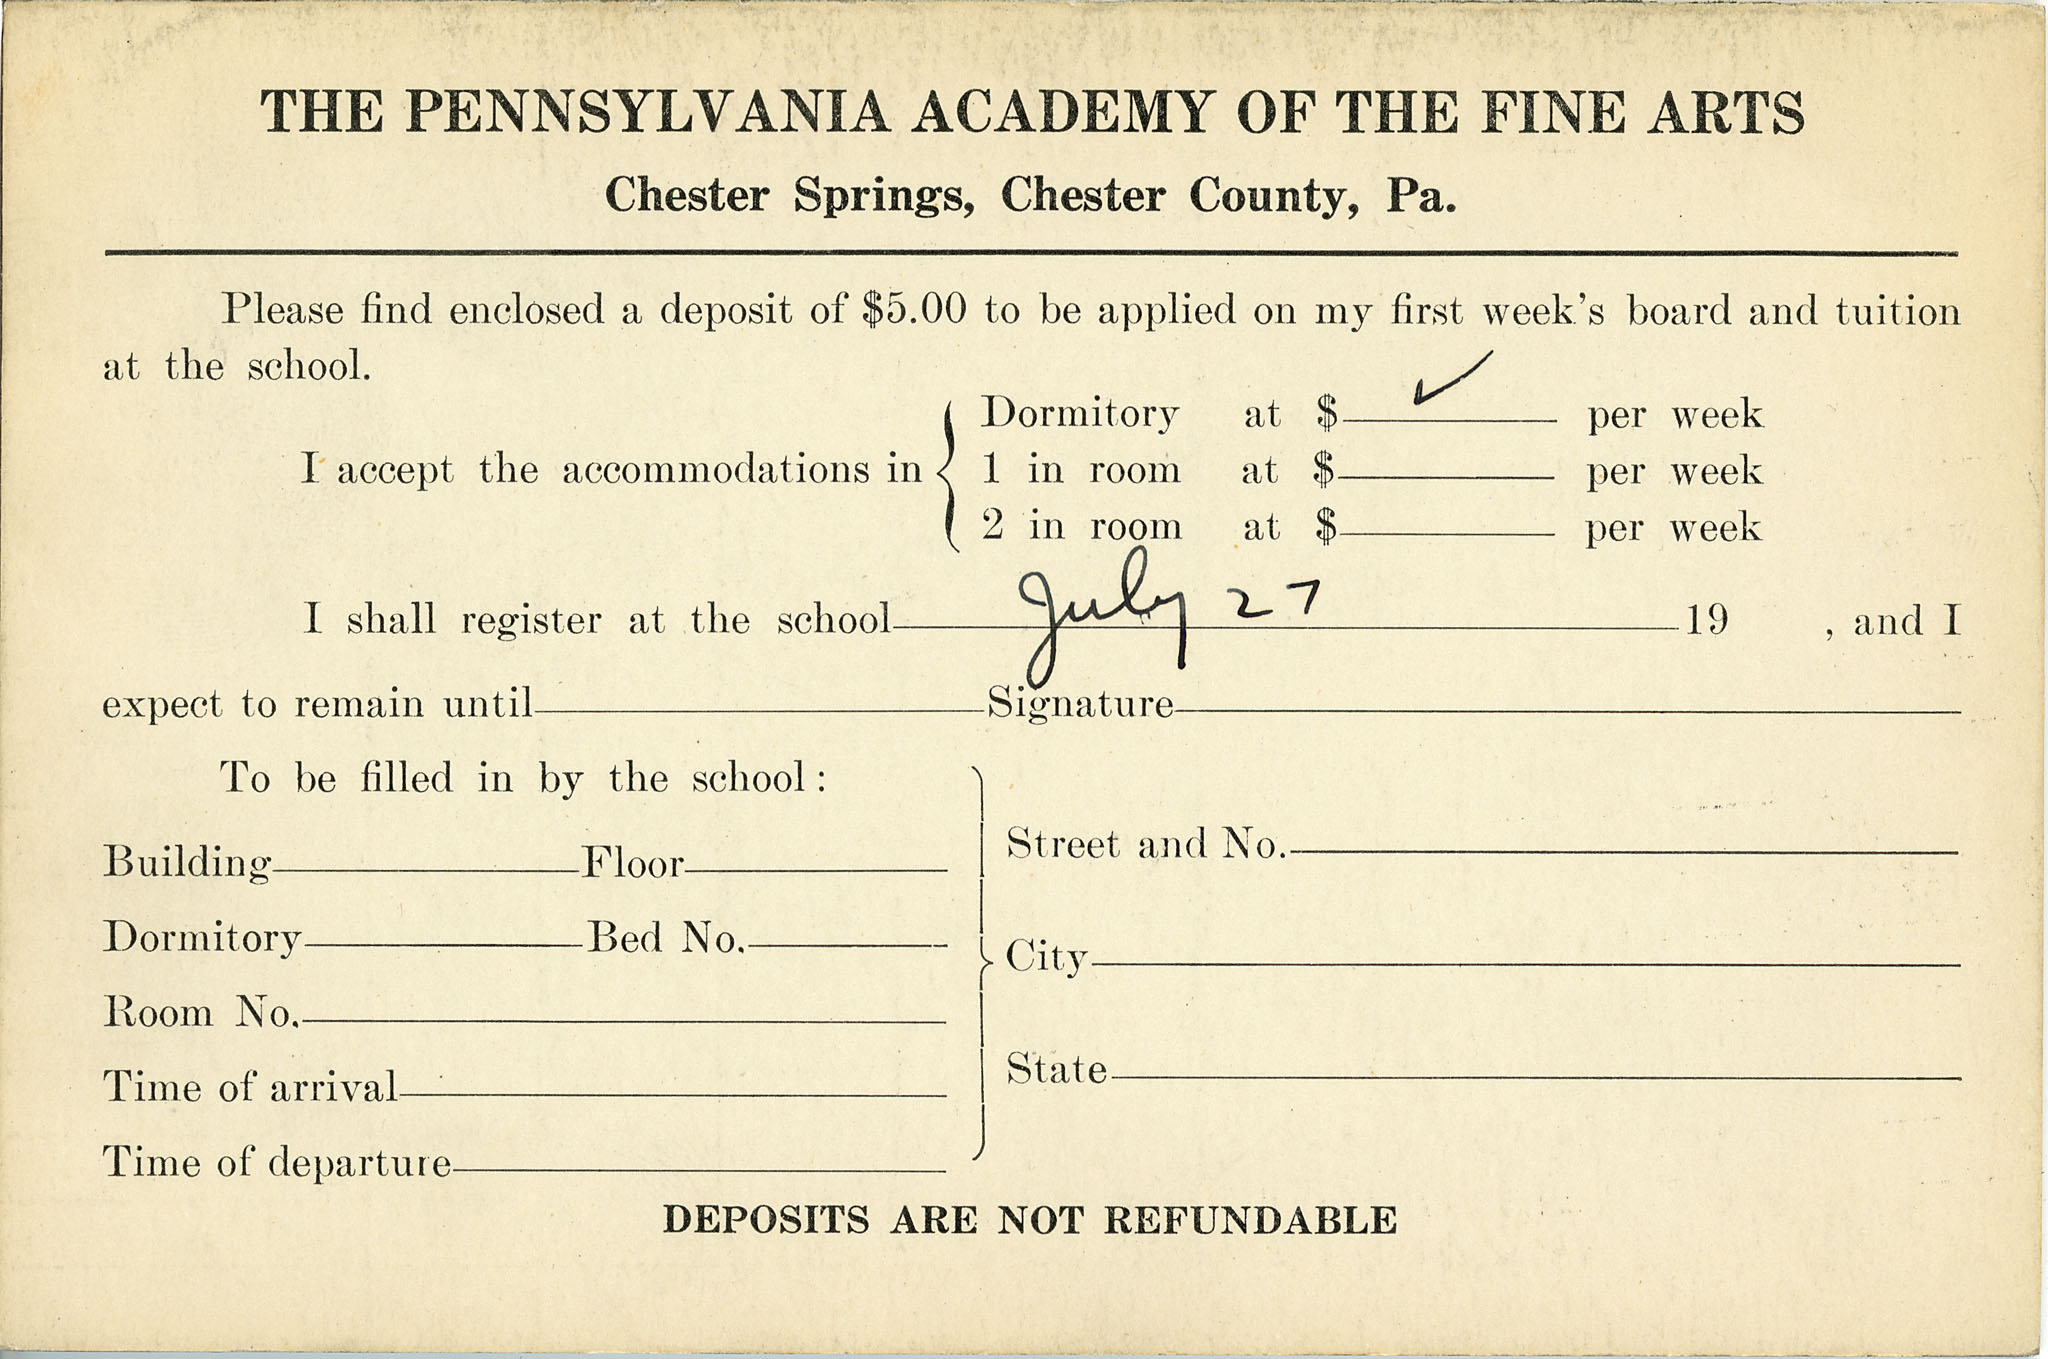 THE PENNSYLVANIA ACADEMY OF THE FINE ARTS
Chester Springs, Chester County, Pa.
Please find enclosed a deposit of $5.00 to be applied on my first week's board and tuition
at the school.
I accept the accommodations in
Dormitory at $ ✓ per week
1 in room at $ per week
2 in room at $ per week
I shall register at the school July 27 19 , and I
expect to remain until Signature
To be filled in by the school:
Building Floor
Dormitory Bed No.
Room No.
Time of arrival
Time of departure
Street and No.
City
State
DEPOSITS ARE NOT REFUNDABLE